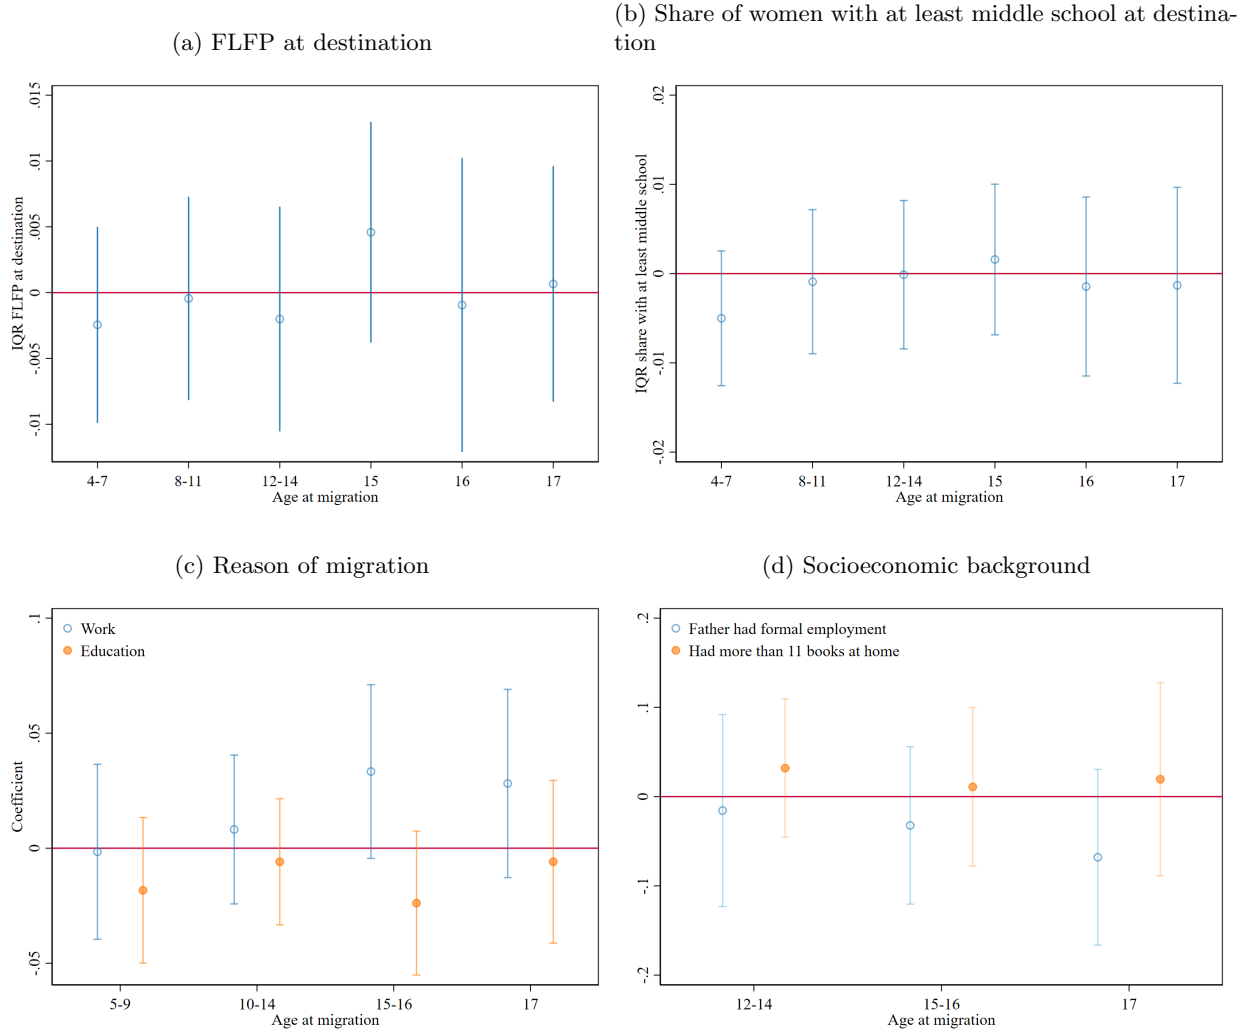 (a) FLFP at destination
(b) Share of women with at least middle school at destina-
tion
.015
.01
.005
0
-.005
-.01
IQR FLFP at destination
4-7 8-11 12-14 15 16 17
Age at migration
.02
.01
0
-.01
-.02
IQR share with at least middle school
4-7 8-11 12-14 15 16 17
Age at migration
(c) Reason of migration
Work
Education
.1
.05
0
-.05
Coefficient
5-9 10-14 15-16 17
Age at migration
(d) Socioeconomic background
Father had formal employment
Had more than 11 books at home
.2
.1
0
-.1
-.2
12-14 15-16 17
Age at migration